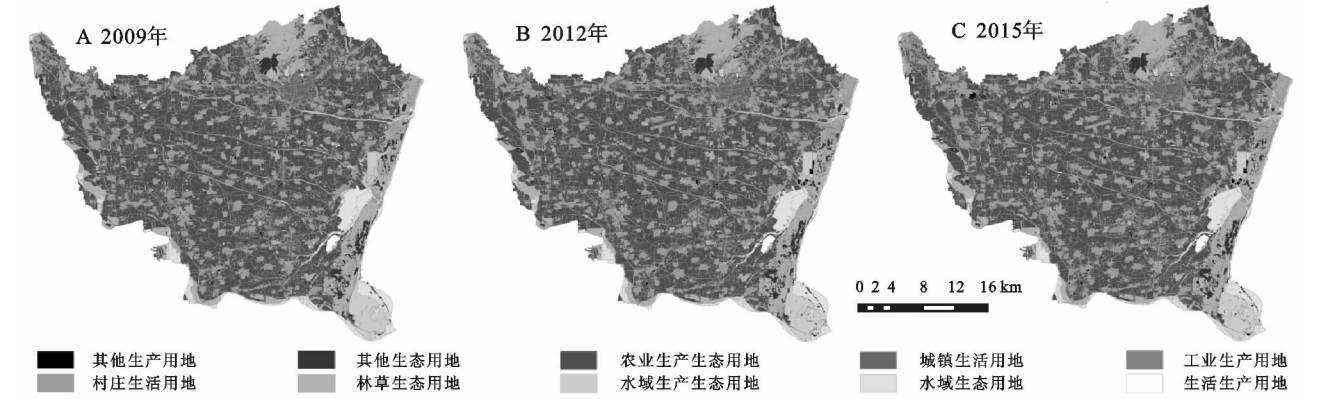 A 2009年
B 2012年
C 2015年
0 2 4 8 12 16 km
其他生产用地 其他生态用地 农业生产生态用地 城镇生活用地 工业生产用地
村庄生活用地 林草生态用地 水域生产生态用地 水域生态用地 生活生产用地